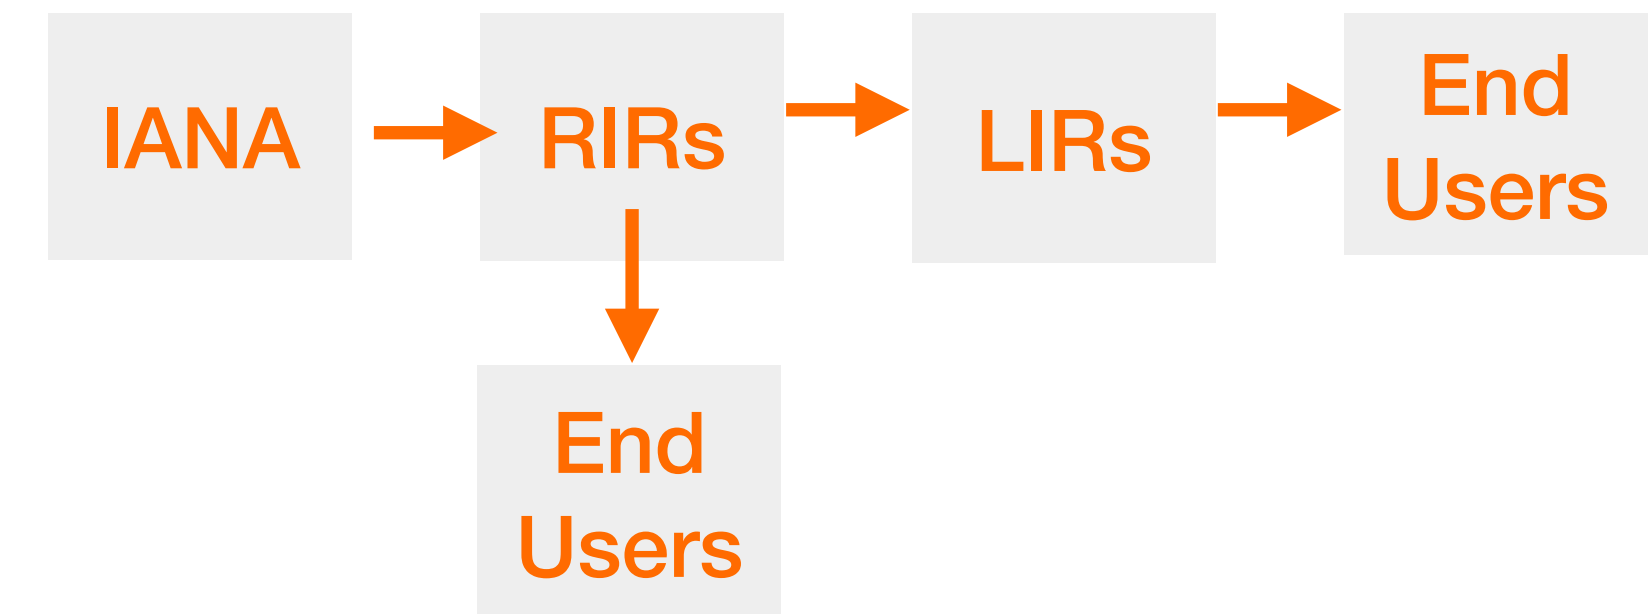 IANA
RIRs
LIRs
End
Users
End
Users